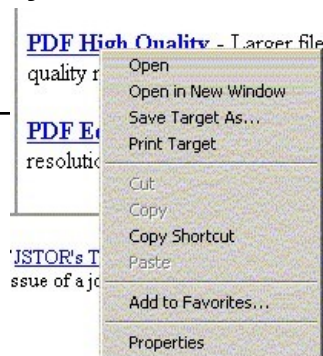 PDF High Quality - Larger file
quality
Open
Open in New Window
Save Target As...
Print Target
PDF
resolutio
Cut
Copy
Copy Shortcut
Paste
JSTOR's T
ssue of a jo
Add to Favorites...
Properties